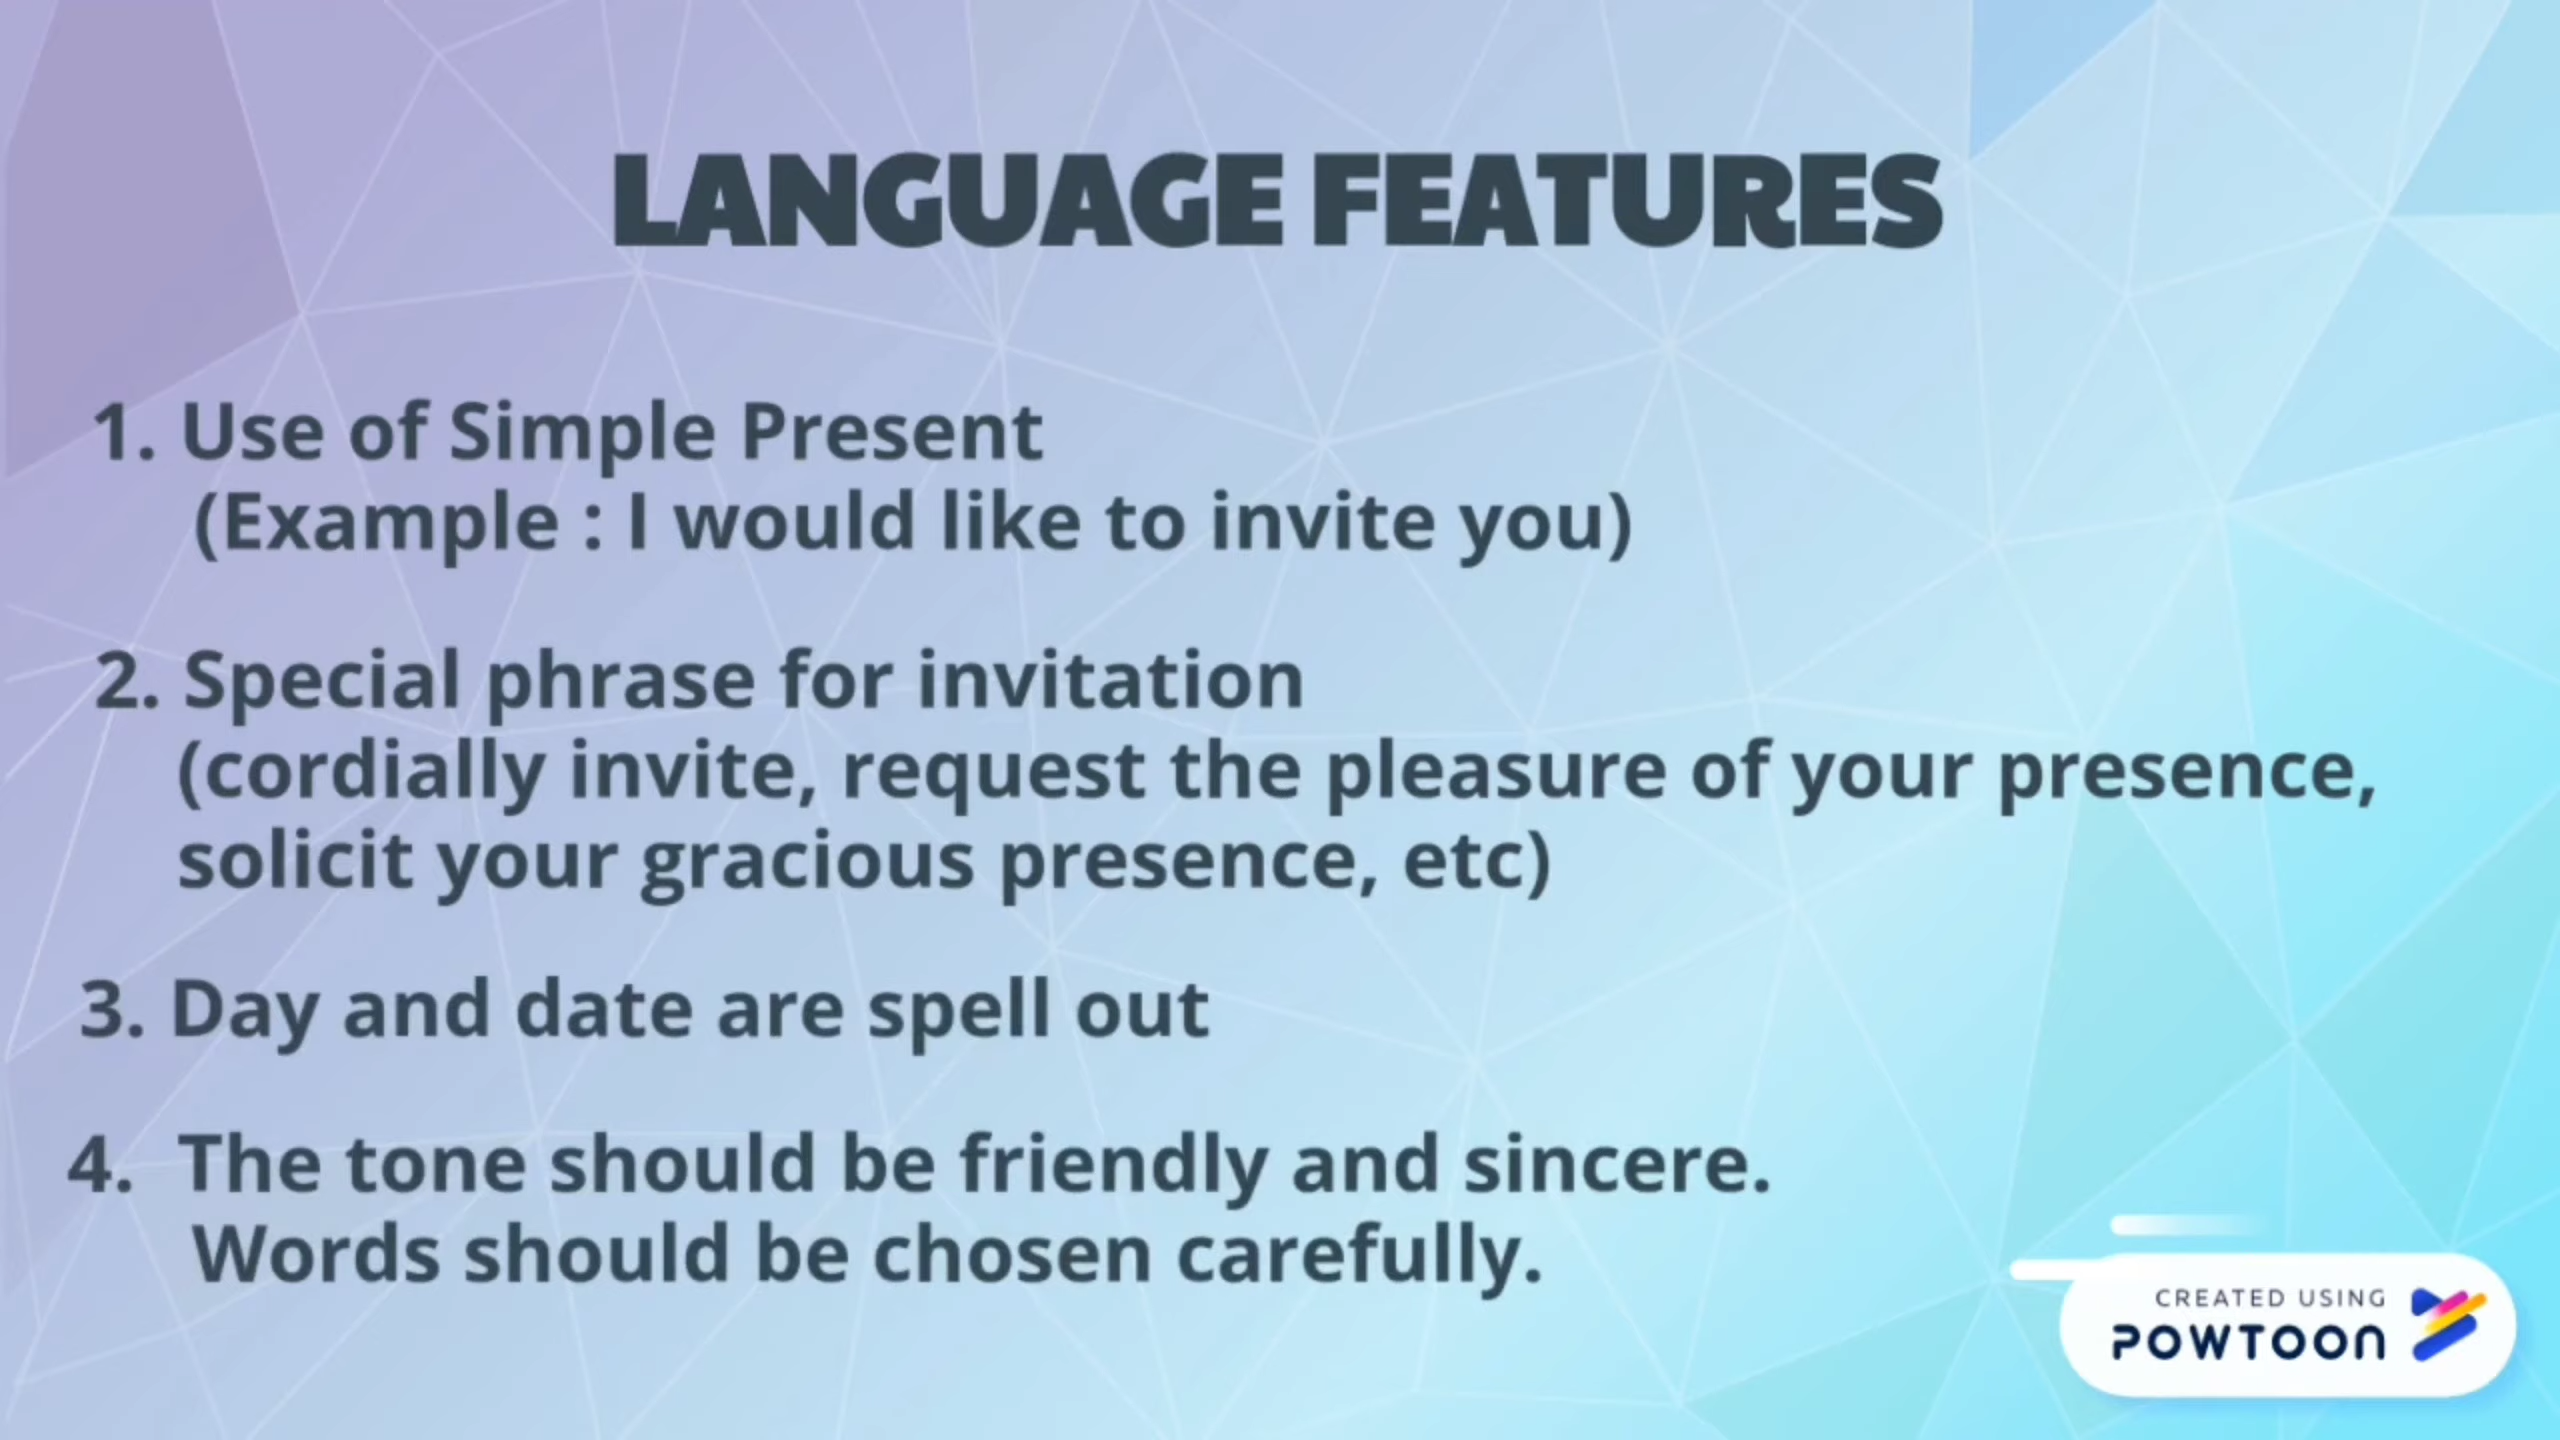 LANGUAGE FEATURES
1. Use of Simple Present
(Example : I would like to invite you)
2. Special phrase for invitation
(cordially invite, request the pleasure of your presence,
solicit your gracious presence, etc)
3. Day and date are spell out
4. The tone should be friendly and sincere.
Words should be chosen carefully.
CREATED USING
POWTOON